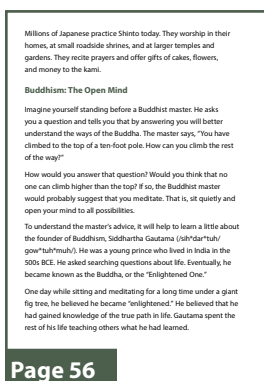 Millions of Japanese practice Shinto today. They worship in their
homes, at small roadside shrines, and at larger temples and
gardens. They recite prayers and offer gifts of cakes, flowers,
and money to the kami.
Buddhism: The Open Mind
Imagine yourself standing before a Buddhist master. He asks
you a question and tells you that by answering you will better
understand the ways of the Buddha. The master says, “You have
climbed to the top of a ten-foot pole. How can you climb the rest
of the way?”
How would you answer that question? Would you think that no
one can climb higher than the top? If so, the Buddhist master
would probably suggest that you meditate. That is, sit quietly and
open your mind to all possibilities.
To understand the master’s advice, it will help to learn a little about
the founder of Buddhism, Siddhartha Gautama (/sih*dar*tuh/
gow*tuh*muh/). He was a young prince who lived in India in the
500s BCE. He asked searching questions about life. Eventually, he
became known as the Buddha, or the “Enlightened One.”
One day while sitting and meditating for a long time under a giant
fig tree, he believed he became “enlightened.” He believed that he
had gained knowledge of the true path in life. Gautama spent the
rest of his life teaching others what he had learned.
Page 56